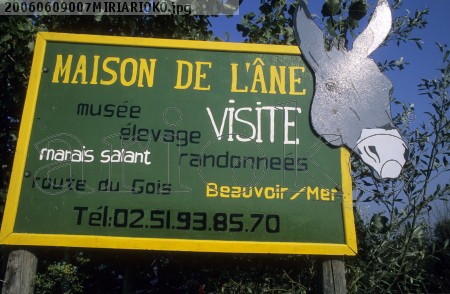 20060609007MIRIARIOKO.jpg
MAISON DE L'ÂNE
musée VISITE
élevage
marais salant randonneés
route du Gois Beauvoir/Mer
Tél:02.51.93.85.70